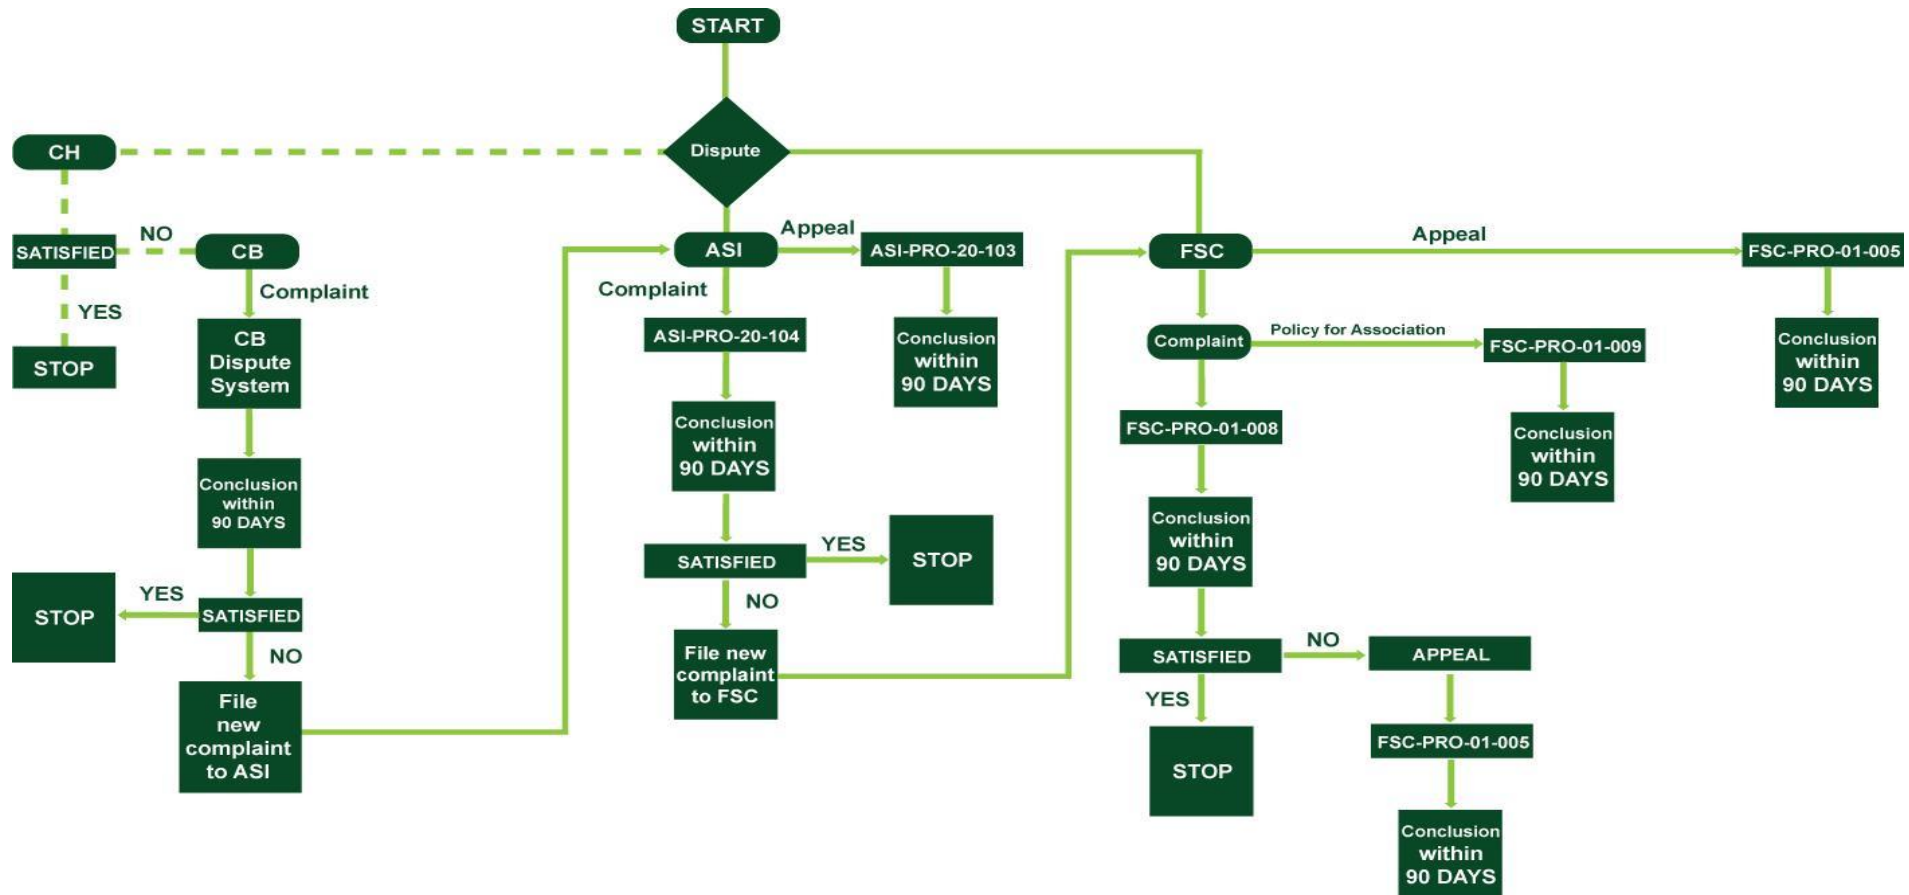 START
Dispute
CH
SATISFIED
NO
YES
STOP
CB
Complaint
CB
Dispute
System
Conclusion
within
90 DAYS
SATISFIED
YES
STOP
NO
File
new
complaint
to ASI
ASI
Appeal
ASI-PRO-20-103
Conclusion
within
90 DAYS
Complaint
ASI-PRO-20-104
Conclusion
within
90 DAYS
SATISFIED
YES
STOP
NO
File new
complaint
to FSC
FSC
Appeal
FSC-PRO-01-005
Conclusion
within
90 DAYS
Complaint
Policy for Association
FSC-PRO-01-009
Conclusion
within
90 DAYS
FSC-PRO-01-008
Conclusion
within
90 DAYS
SATISFIED
NO
APPEAL
YES
STOP
FSC-PRO-01-005
Conclusion
within
90 DAYS